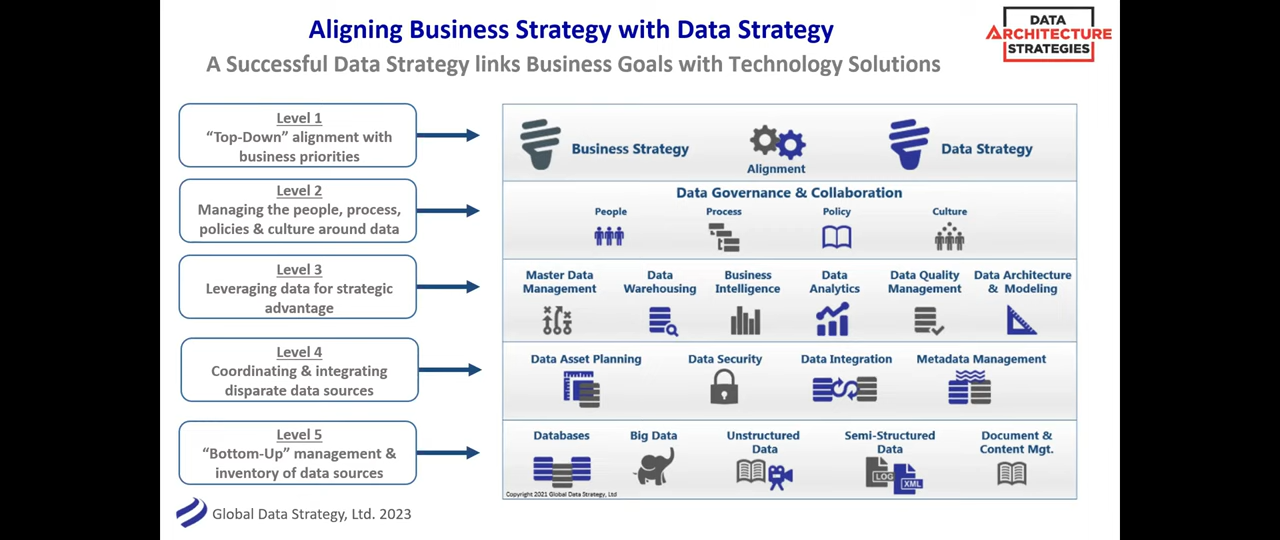 Aligning Business Strategy with Data Strategy
A Successful Data Strategy links Business Goals with Technology Solutions
DATA
ARCHITECTURE
STRATEGIES
Level 1
“Top-Down” alignment with
business priorities
Business Strategy
Alignment
Data Strategy
Level 2
Managing the people, process,
policies & culture around data
Data Governance & Collaboration
People
Process
Policy
Culture
Level 3
Leveraging data for strategic
advantage
Master Data
Management
Data
Warehousing
Business
Intelligence
Data
Analytics
Data Quality
Management
Data Architecture
& Modeling
Level 4
Coordinating & integrating
disparate data sources
Data Asset Planning
Data Security
Data Integration
Metadata Management
Level 5
“Bottom-Up” management &
inventory of data sources
Databases
Big Data
Unstructured
Data
Semi-Structured
Data
LOG
XML
Document &
Content Mgt.
Copyright 2021 Global Data Strategy, Ltd
Global Data Strategy, Ltd. 2023